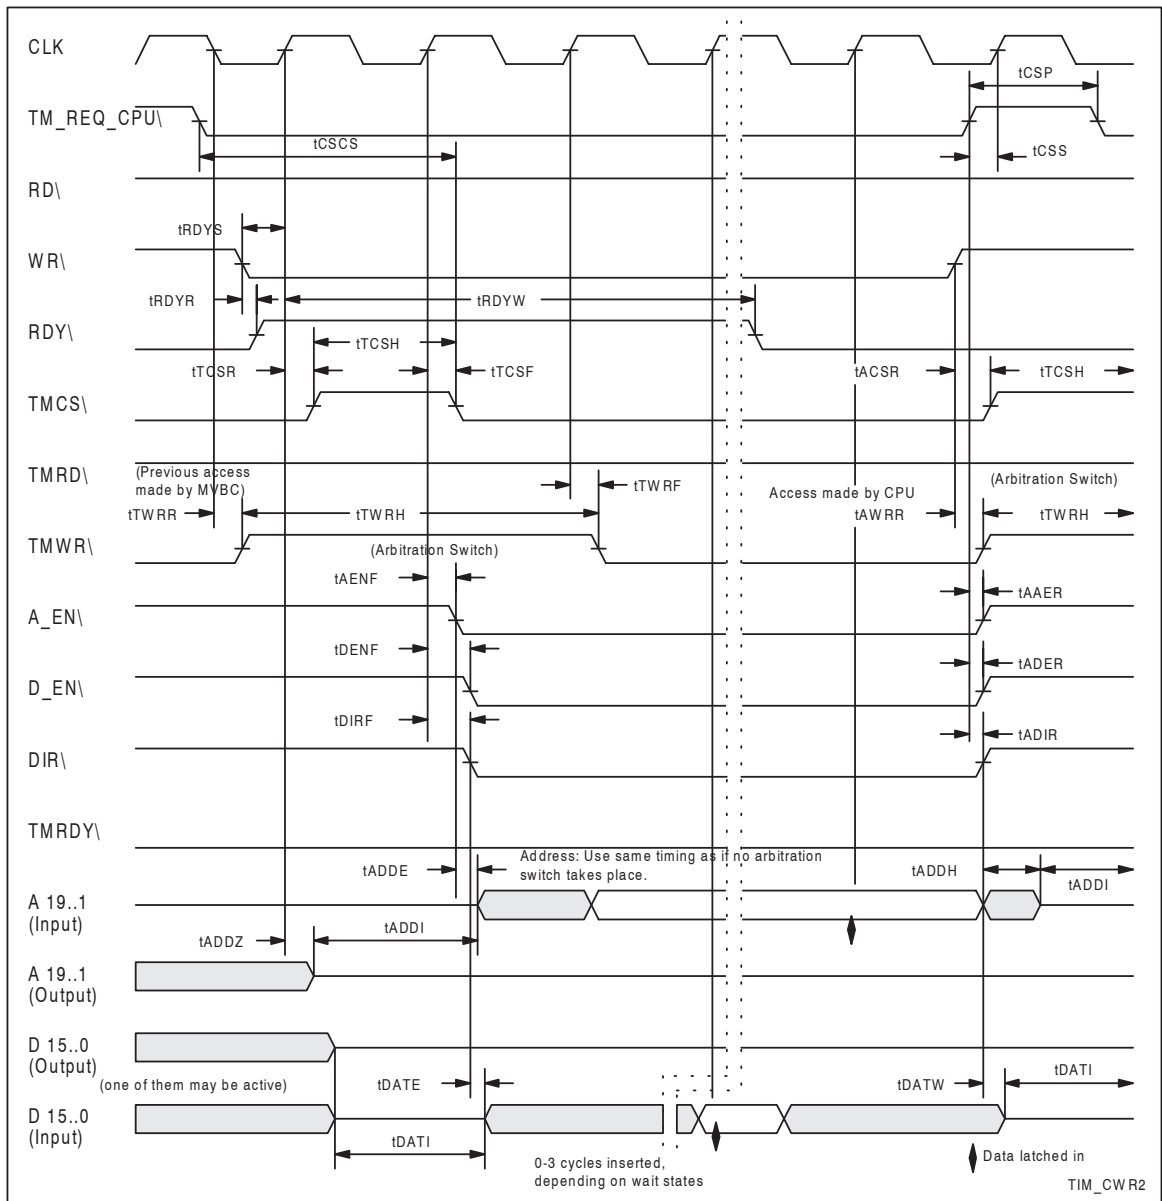 CLK
tCSP
TM_REQ_CPU\
tCSCS
tCSS
RD\
tRDYS
WR\
tRDYR
tRDYW
RDY\
tTCSH
tTCSR
tTCSF
tACSR
tTCSH
TMCS\
TMRD\
(Previous access
made by MVBC)
(Arbitration Switch)
tTWRF
Access made by CPU
tTWRR
tTWRH
tAWRR
tTWRH
TMWR\
(Arbitration Switch)
tAENF
tAAER
A_EN\
tDENF
tADER
D_EN\
tDIRF
tADIR
DIR\
TMRDY\
tADDE
Address: Use same timing as if no arbitration
switch takes place.
tADDH
tADDI
A 19..1
(Input)
tADDZ
tADDI
A 19..1
(Output)
D 15..0
(Output)
(one of them may be active)
tDATE
tDATW
tDATI
D 15..0
(Input)
tDATI
0-3 cycles inserted,
depending on wait states
Data latched in
TIM_CWR2